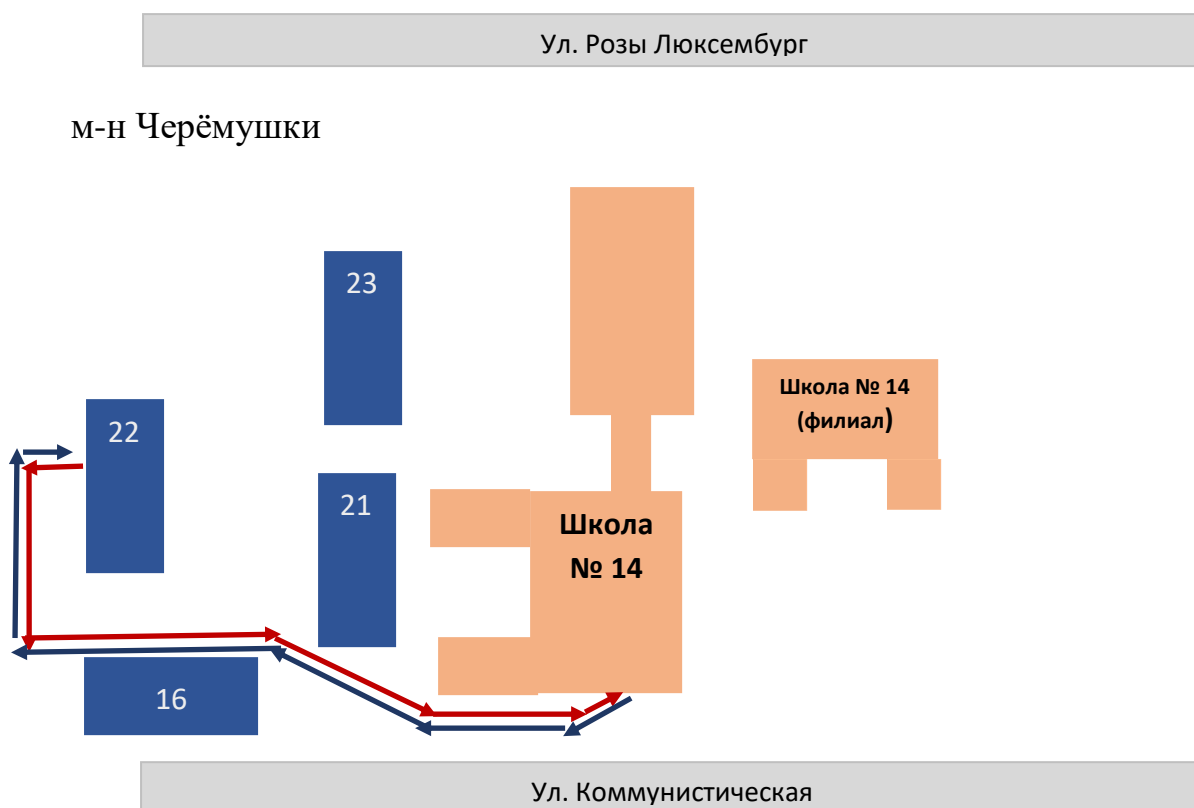 Ул. Розы Люксембург
м-н Черёмушки
23
Школа № 14
(филиал)
22
21
Школа
№ 14
16
Ул. Коммунистическая